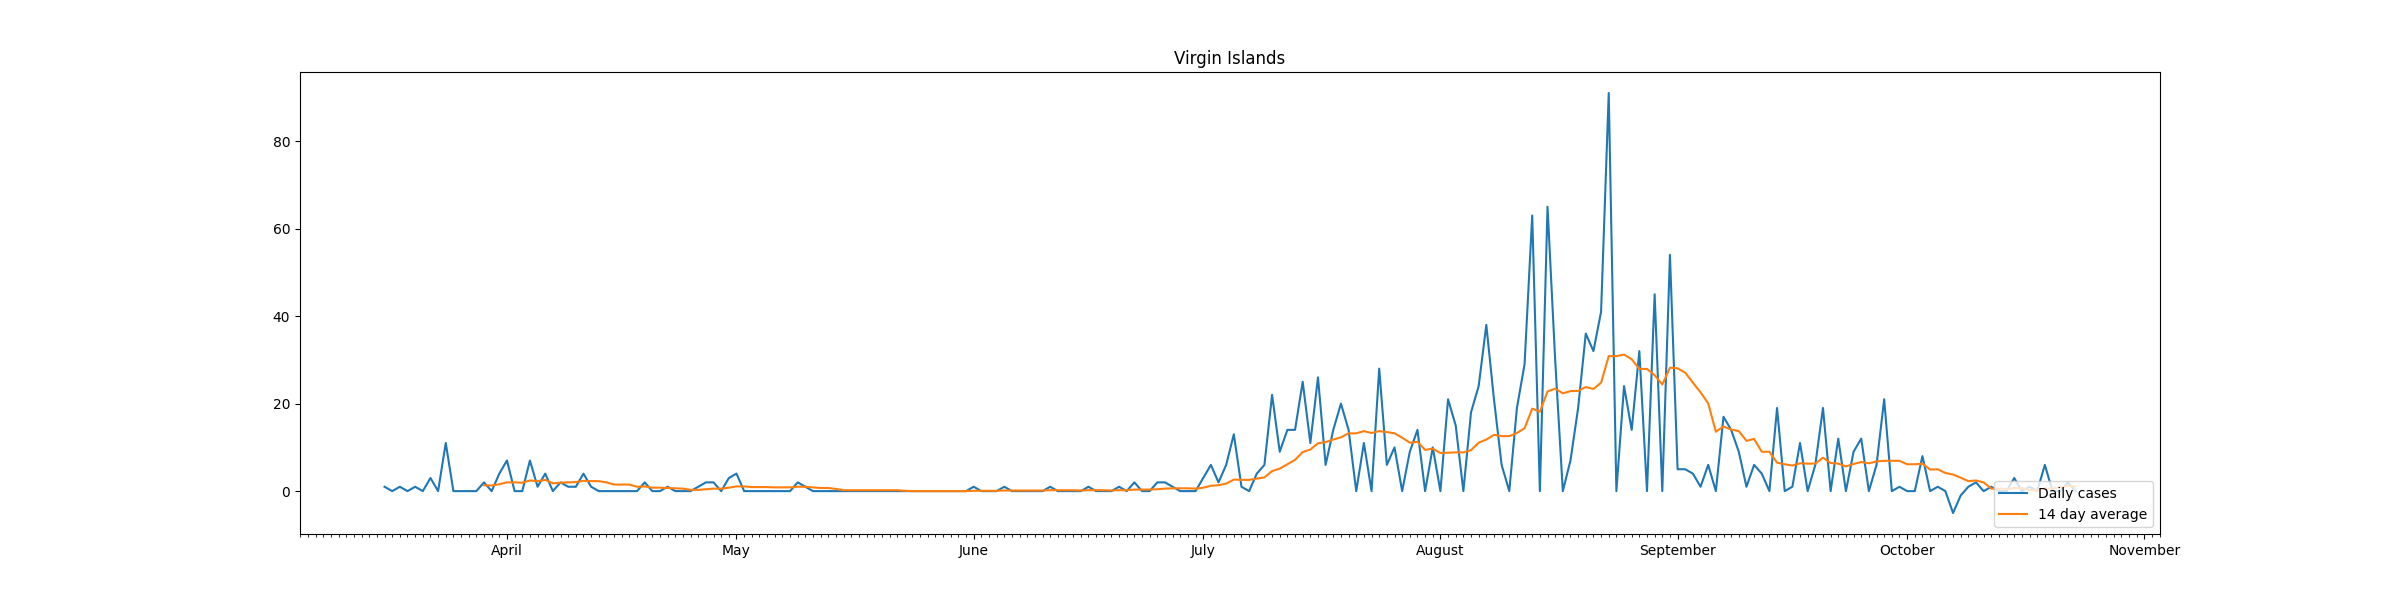 Virgin Islands
80
60
40
20
0
Daily cases
14 day average
April May June July August September October November